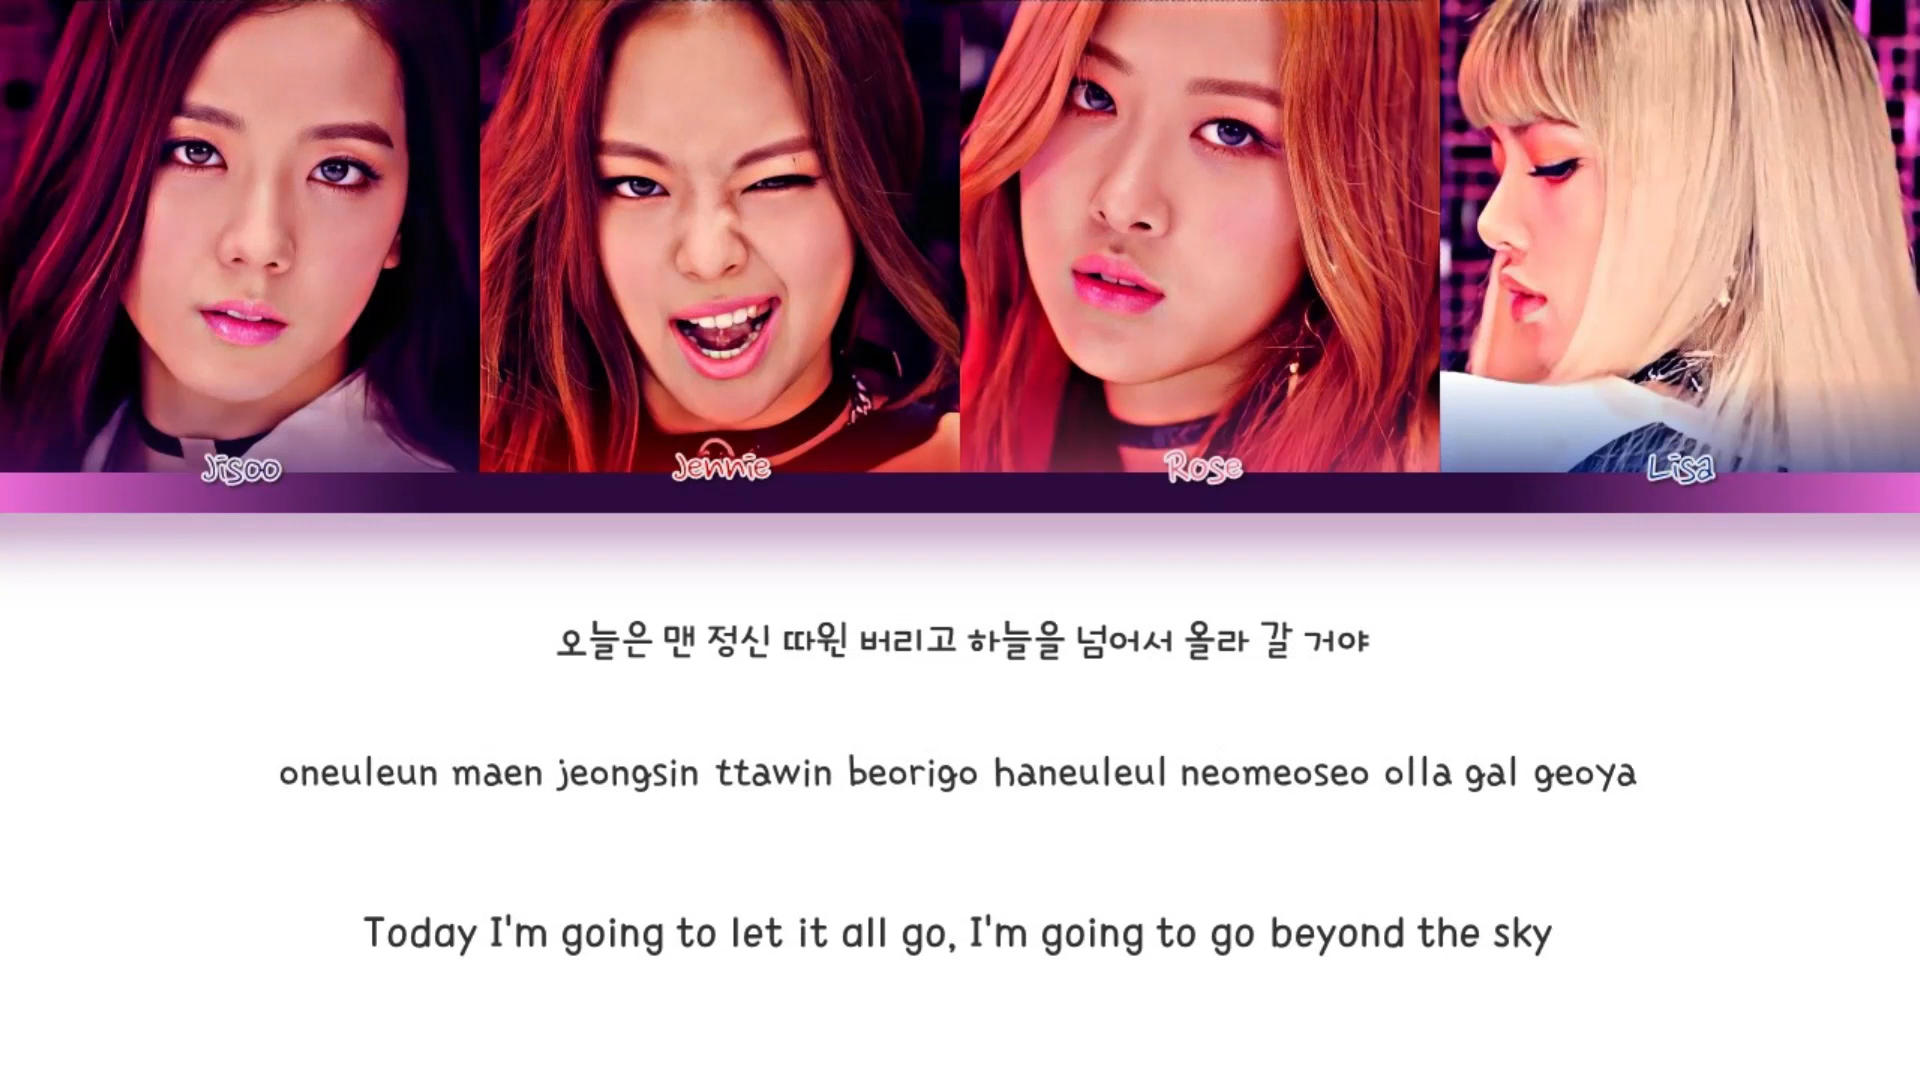 Jisoo
Jennie
Rose
Lisa
오늘은 맨 정신 따윈 버리고 하늘을 넘어서 올라 갈 거야
oneuleun maen jeongsin ttawin beorigo haneuleul neomeoseo olla gal geoya
Today I'm going to let it all go, I'm going to go beyond the sky